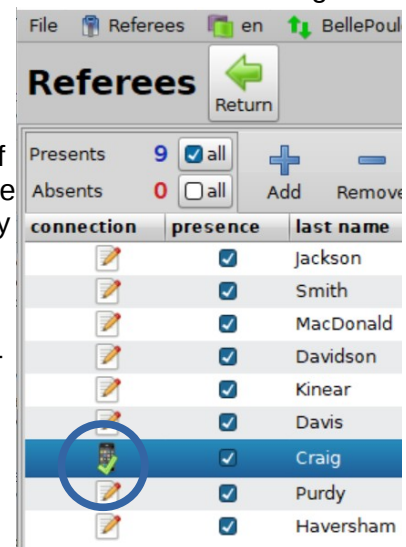 File Referees en BellePoul
Referees Return
f
Presents 9 all
e
Absents 0 all Add Remove
y
connection presence last name
Jackson
Smith
MacDonald
Davidson
Kinear
Davis
Craig
Purdy
Haversham